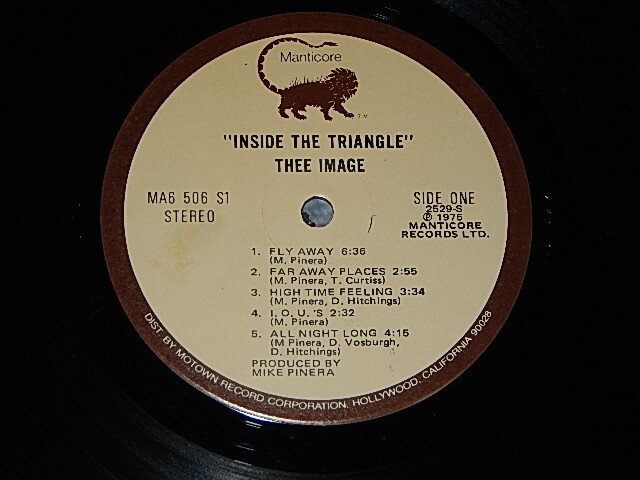 Manticore
TM
"INSIDE THE TRIANGLE"
THEE IMAGE
MA6 506 S1
STEREO
SIDE ONE
2529-S
℗ 1975
MANTICORE
RECORDS LTD.
1. FLY AWAY 6:36
(M. Pinera)
2. FAR AWAY PLACES 2:55
(M. Pinera, T. Curtiss)
3. HIGH TIME FEELING 3:34
(M. Pinera, D. Hitchings)
4. I.O.U.'S 2:32
(M. Pinera)
5. ALL NIGHT LONG 4:15
(M Pinera, D. Vosburgh,
D. Hitchings)
PRODUCED BY
MIKE PINERA
DIST BY MOTOWN RECORD CORPORATION, HOLLYWOOD, CALIFORNIA 90028